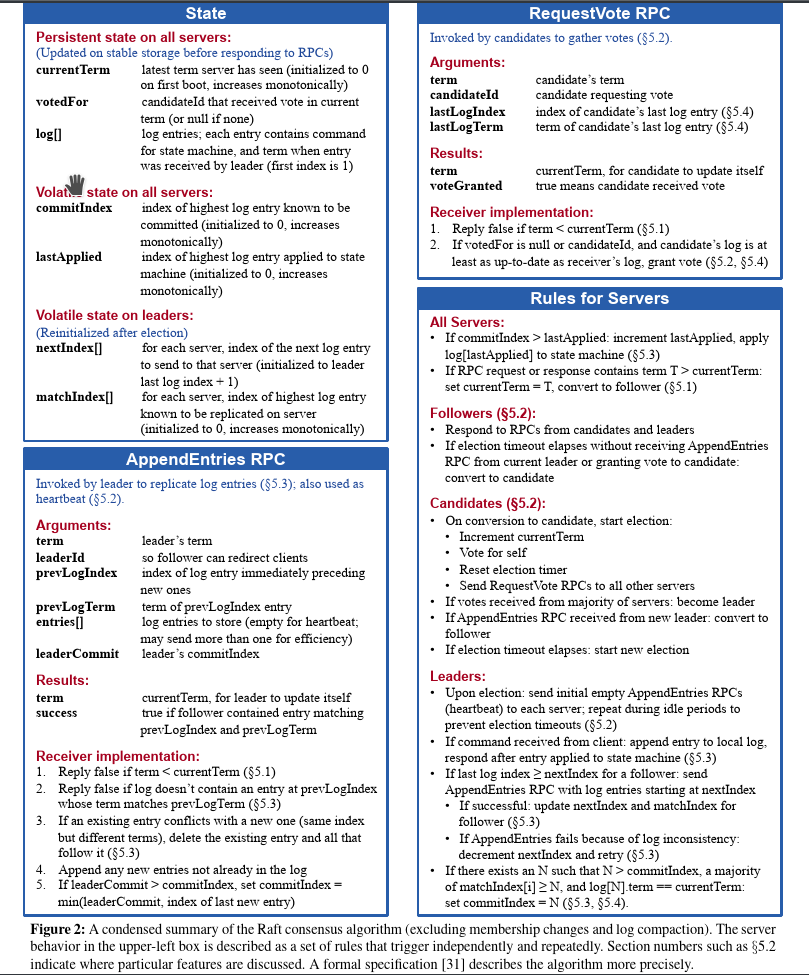 State
Persistent state on all servers:
(Updated on stable storage before responding to RPCs)
currentTerm latest term server has seen (initialized to 0
on first boot, increases monotonically)
votedFor candidateId that received vote in current
term (or null if none)
log[] log entries; each entry contains command
for state machine, and term when entry
was received by leader (first index is 1)
state on all servers:
commitIndex index of highest log entry known to be
committed (initialized to 0, increases
monotonically)
lastApplied index of highest log entry applied to state
machine (initialized to 0, increases
monotonically)
Volatile state on leaders:
(Reinitialized after election)
nextIndex[] for each server, index of the next log entry
to send to that server (initialized to leader
last log index + 1)
matchIndex[] for each server, index of highest log entry
known to be replicated on server
(initialized to 0, increases monotonically)
AppendEntries RPC
Invoked by leader to replicate log entries (§5.3); also used as
heartbeat (§5.2).
Arguments:
term leader's term
leaderId so follower can redirect clients
prevLogIndex index of log entry immediately preceding
new ones
prevLogTerm term of prevLogIndex entry
entries[] log entries to store (empty for heartbeat;
may send more than one for efficiency)
leaderCommit leader's commitIndex
Results:
term currentTerm, for leader to update itself
success true if follower contained entry matching
prevLogIndex and prevLogTerm
Receiver implementation:
1. Reply false if term < currentTerm (§5.1)
2. Reply false if log doesn't contain an entry at prevLogIndex
whose term matches prevLogTerm (§5.3)
3. If an existing entry conflicts with a new one (same index
but different terms), delete the existing entry and all that
follow it (§5.3)
4. Append any new entries not already in the log
5. If leaderCommit > commitIndex, set commitIndex =
min(leaderCommit, index of last new entry)
RequestVote RPC
Invoked by candidates to gather votes (§5.2).
Arguments:
term candidate's term
candidateId candidate requesting vote
lastLogIndex index of candidate's last log entry (§5.4)
lastLogTerm term of candidate's last log entry (§5.4)
Results:
term currentTerm, for candidate to update itself
voteGranted true means candidate received vote
Receiver implementation:
1. Reply false if term < currentTerm (§5.1)
2. If votedFor is null or candidateId, and candidate's log is at
least as up-to-date as receiver's log, grant vote (§5.2, §5.4)
Rules for Servers
All Servers:
• If commitIndex > lastApplied: increment lastApplied, apply
log[lastApplied] to state machine (§5.3)
• If RPC request or response contains term T > currentTerm:
set currentTerm = T, convert to follower (§5.1)
Followers (§5.2):
• Respond to RPCs from candidates and leaders
• If election timeout elapses without receiving AppendEntries
RPC from current leader or granting vote to candidate:
convert to candidate
Candidates (§5.2):
• On conversion to candidate, start election:
• Increment currentTerm
• Vote for self
• Reset election timer
• Send RequestVote RPCs to all other servers
• If votes received from majority of servers: become leader
• If AppendEntries RPC received from new leader: convert to
follower
• If election timeout elapses: start new election
Leaders:
• Upon election: send initial empty AppendEntries RPCs
(heartbeat) to each server; repeat during idle periods to
prevent election timeouts (§5.2)
• If command received from client: append entry to local log,
respond after entry applied to state machine (§5.3)
• If last log index ≥ nextIndex for a follower: send
AppendEntries RPC with log entries starting at nextIndex
• If successful: update nextIndex and matchIndex for
follower (§5.3)
• If AppendEntries fails because of log inconsistency:
decrement nextIndex and retry (§5.3)
• If there exists an N such that N > commitIndex, a majority
of matchIndex[i] ≥ N, and log[N].term == currentTerm:
set commitIndex = N (§5.3, §5.4).
Figure 2: A condensed summary of the Raft consensus algorithm (excluding membership changes and log compaction). The server
behavior in the upper-left box is described as a set of rules that trigger independently and repeatedly. Section numbers such as §5.2
indicate where particular features are discussed. A formal specification [31] describes the algorithm more precisely.